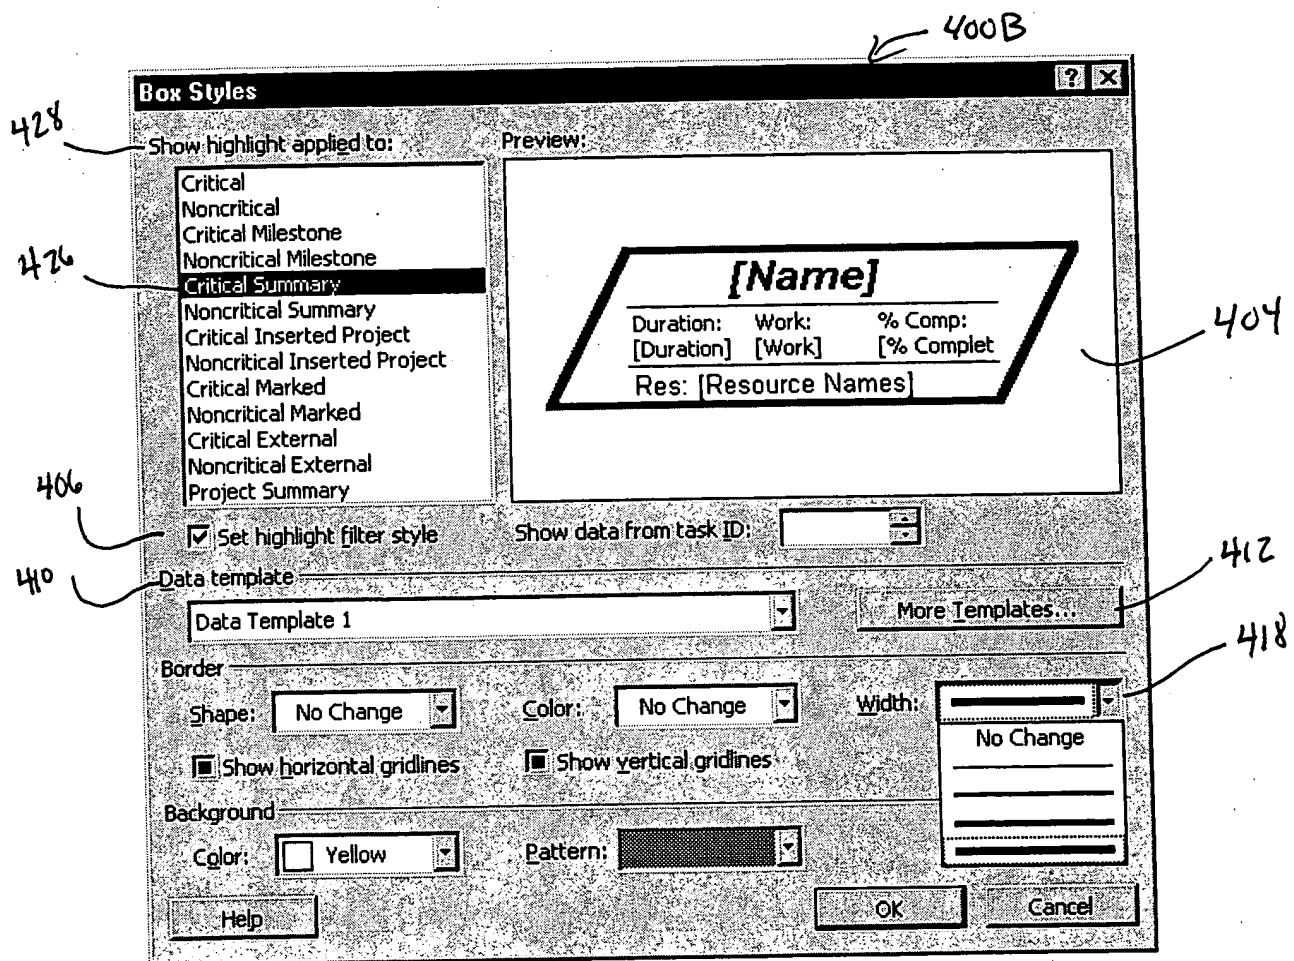 400B
Box Styles
? X
428
Show highlight applied to:
Preview:
Critical
Noncritical
Critical Milestone
Noncritical Milestone
426
Critical Summary
Noncritical Summary
Critical Inserted Project
Noncritical Inserted Project
Critical Marked
Noncritical Marked
Critical External
Noncritical External
Project Summary
[Name]
Duration: Work: % Comp:
[Duration] [Work] [% Complet
Res: [Resource Names]
404
406
Set highlight filter style
Show data from task ID:
410
Data template
412
Data Template 1
More Templates...
418
Border
Shape: No Change
Color: No Change
Width:
No Change
Show horizontal gridlines
Show vertical gridlines
Background
Color: Yellow
Pattern:
Help
OK
Cancel